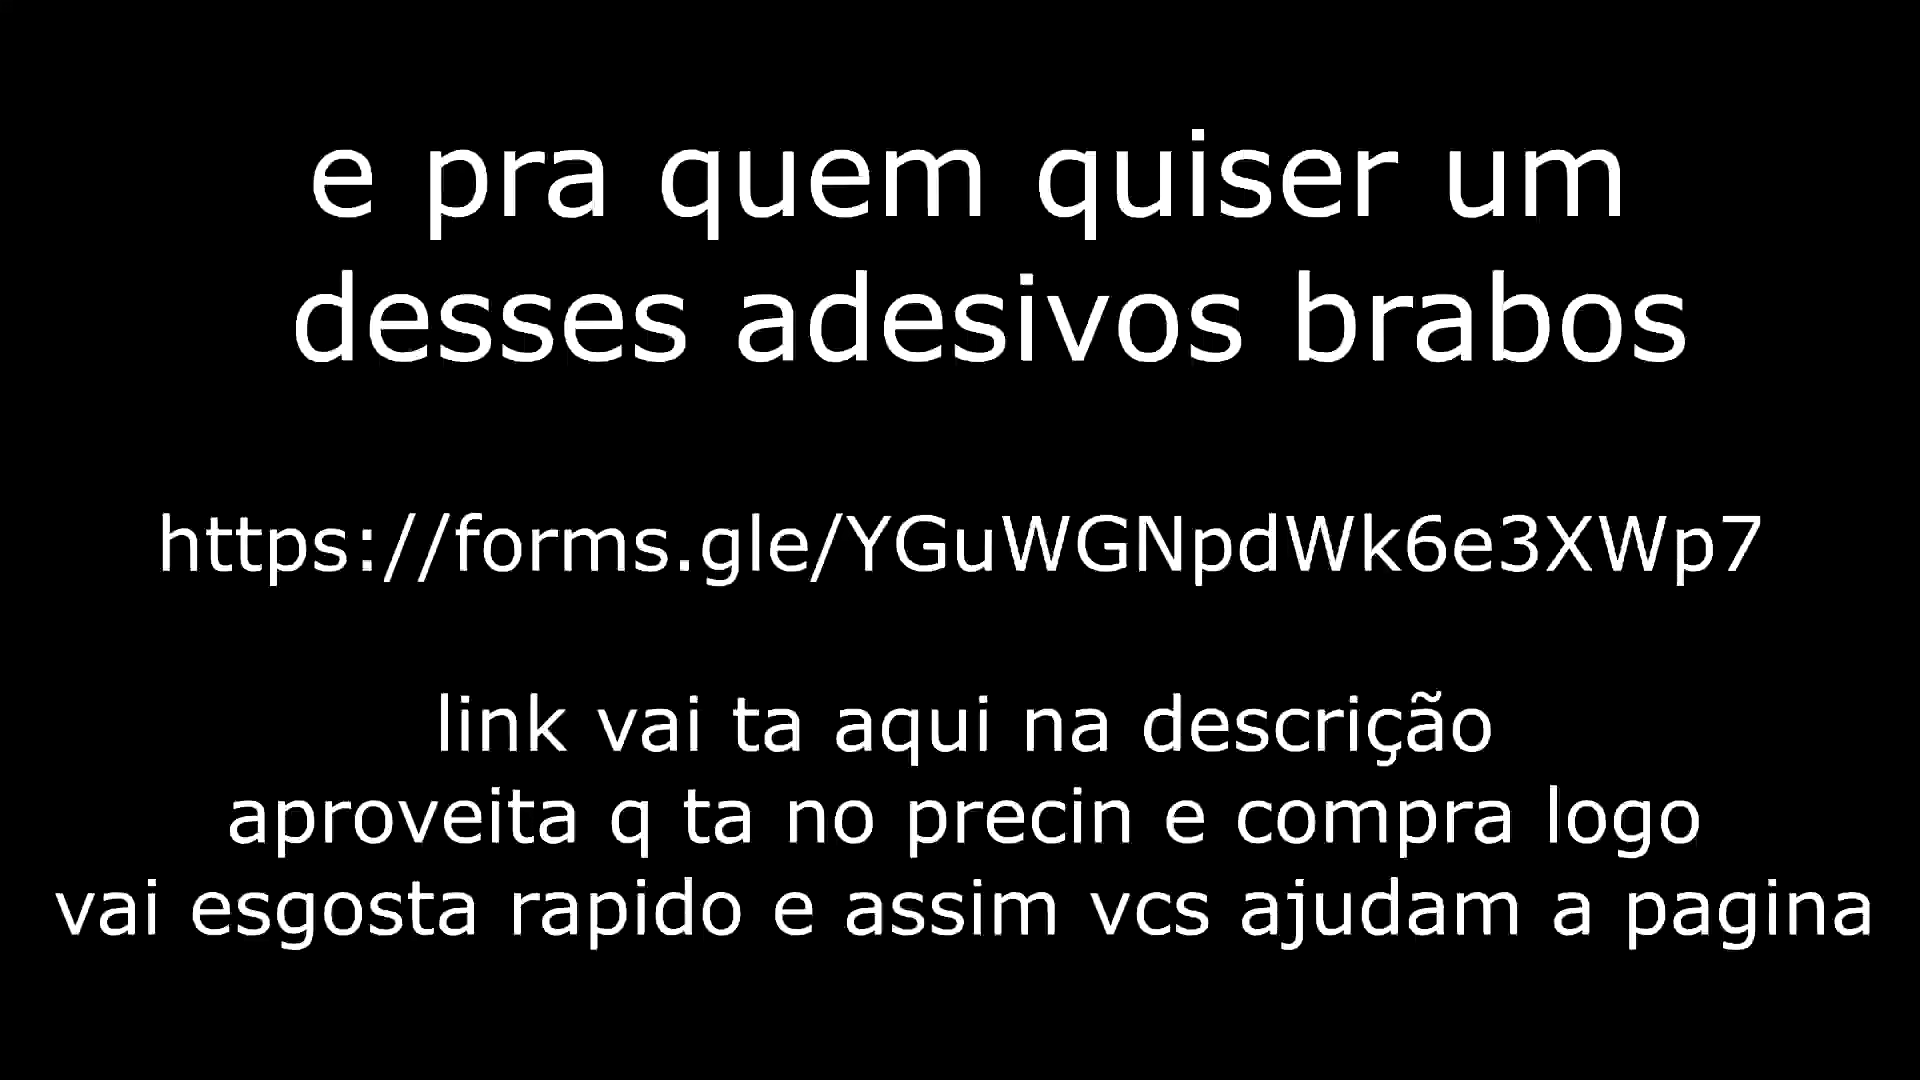 e pra quem quiser um
desses adesivos brabos
https://forms.gle/YGuWGNpdWk6e3XWp7
link vai ta aqui na descrição
aproveita q ta no precin e compra logo
vai esgosta rapido e assim vcs ajudam a pagina